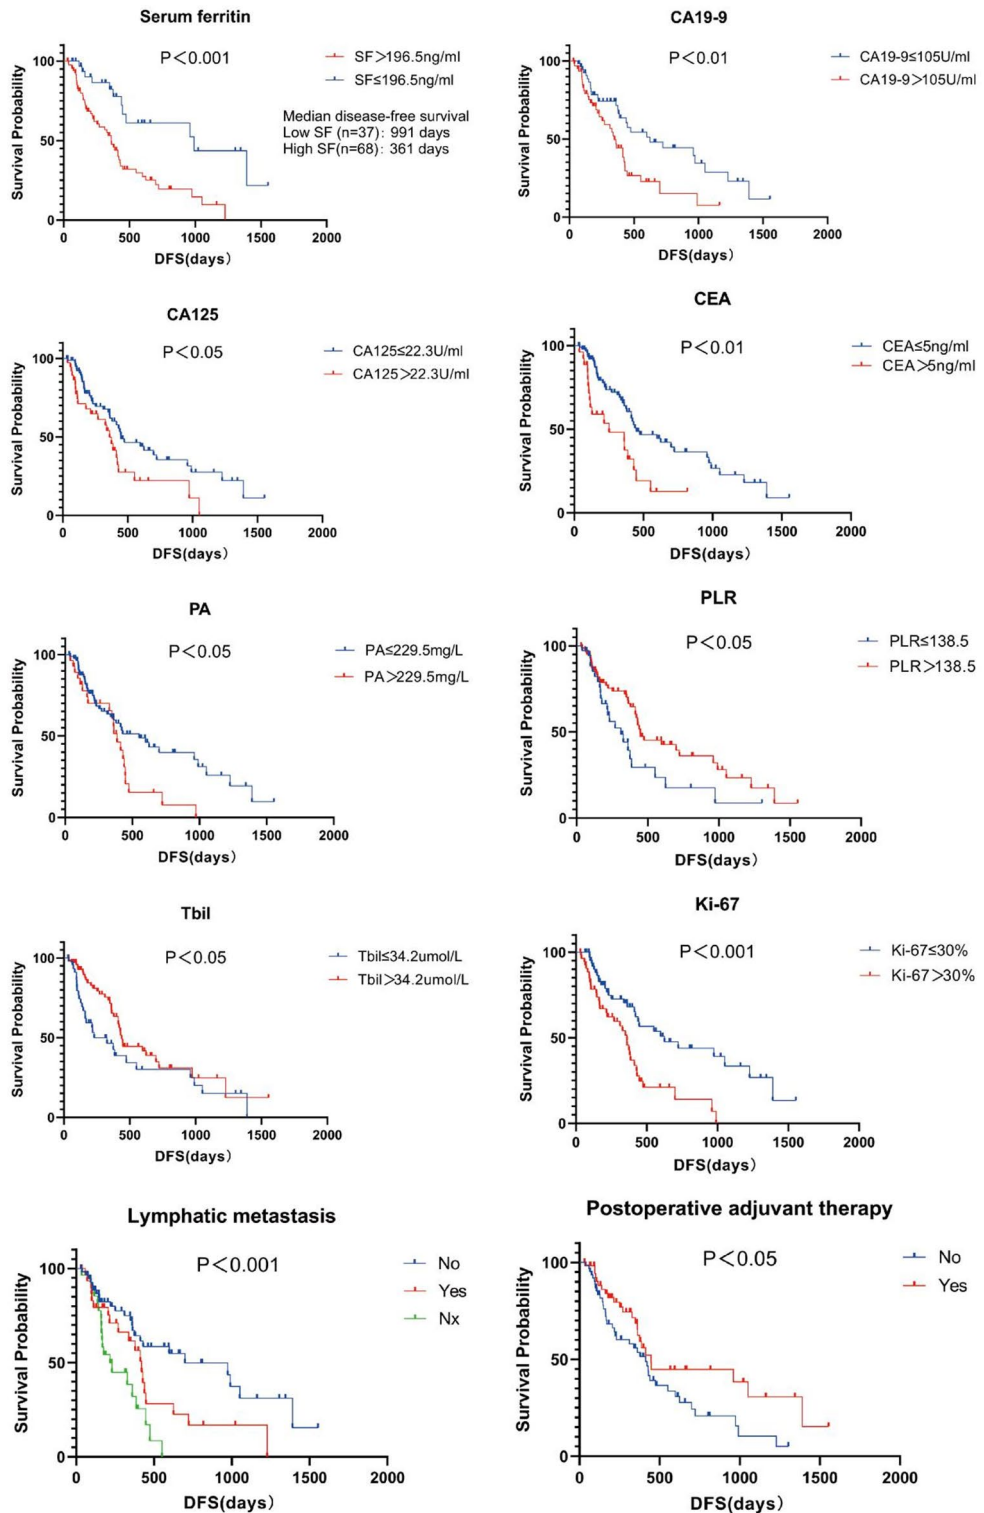 Serum ferritin
P＜0.001
SF＞196.5ng/ml
SF≤196.5ng/ml
Median disease-free survival
Low SF (n=37): 991 days
High SF(n=68): 361 days
Survival Probability
100
50
0
0 500 1000 1500 2000
DFS(days)
CA19-9
P＜0.01
CA19-9≤105U/ml
CA19-9＞105U/ml
Survival Probability
100
50
0
0 500 1000 1500 2000
DFS(days)
CA125
P＜0.05
CA125≤22.3U/ml
CA125＞22.3U/ml
Survival Probability
100
50
0
0 500 1000 1500 2000
DFS(days)
CEA
P＜0.01
CEA≤5ng/ml
CEA＞5ng/ml
Survival Probability
100
50
0
0 500 1000 1500 2000
DFS(days)
PA
P＜0.05
PA≤229.5mg/L
PA＞229.5mg/L
Survival Probability
100
50
0
0 500 1000 1500 2000
DFS(days)
PLR
P＜0.05
PLR≤138.5
PLR＞138.5
Survival Probability
100
50
0
0 500 1000 1500 2000
DFS(days)
Tbil
P＜0.05
Tbil≤34.2umol/L
Tbil＞34.2umol/L
Survival Probability
100
50
0
0 500 1000 1500 2000
DFS(days)
Ki-67
P＜0.001
Ki-67≤30%
Ki-67＞30%
Survival Probability
100
50
0
0 500 1000 1500 2000
DFS(days)
Lymphatic metastasis
P＜0.001
No
Yes
Nx
Survival Probability
100
50
0
0 500 1000 1500 2000
DFS(days)
Postoperative adjuvant therapy
P＜0.05
No
Yes
Survival Probability
100
50
0
0 500 1000 1500 2000
DFS(days)